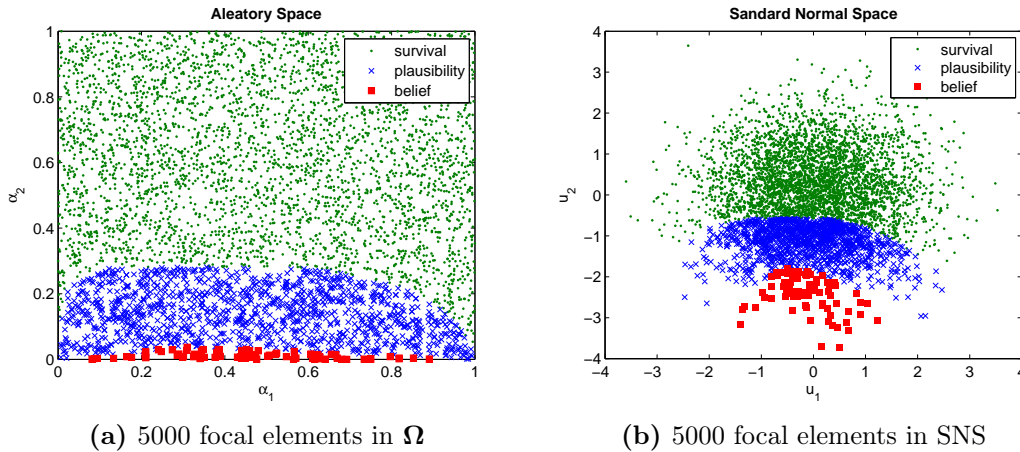 Aleatory Space
survival
plausibility
belief
1
0.8
0.6
0.4
0.2
0
α₂
0 0.2 0.4 0.6 0.8 1
α₁
(a) 5000 focal elements in Ω
Sandard Normal Space
survival
plausibility
belief
4
3
2
1
0
−1
−2
−3
−4
u₂
−4 −3 −2 −1 0 1 2 3 4
u₁
(b) 5000 focal elements in SNS